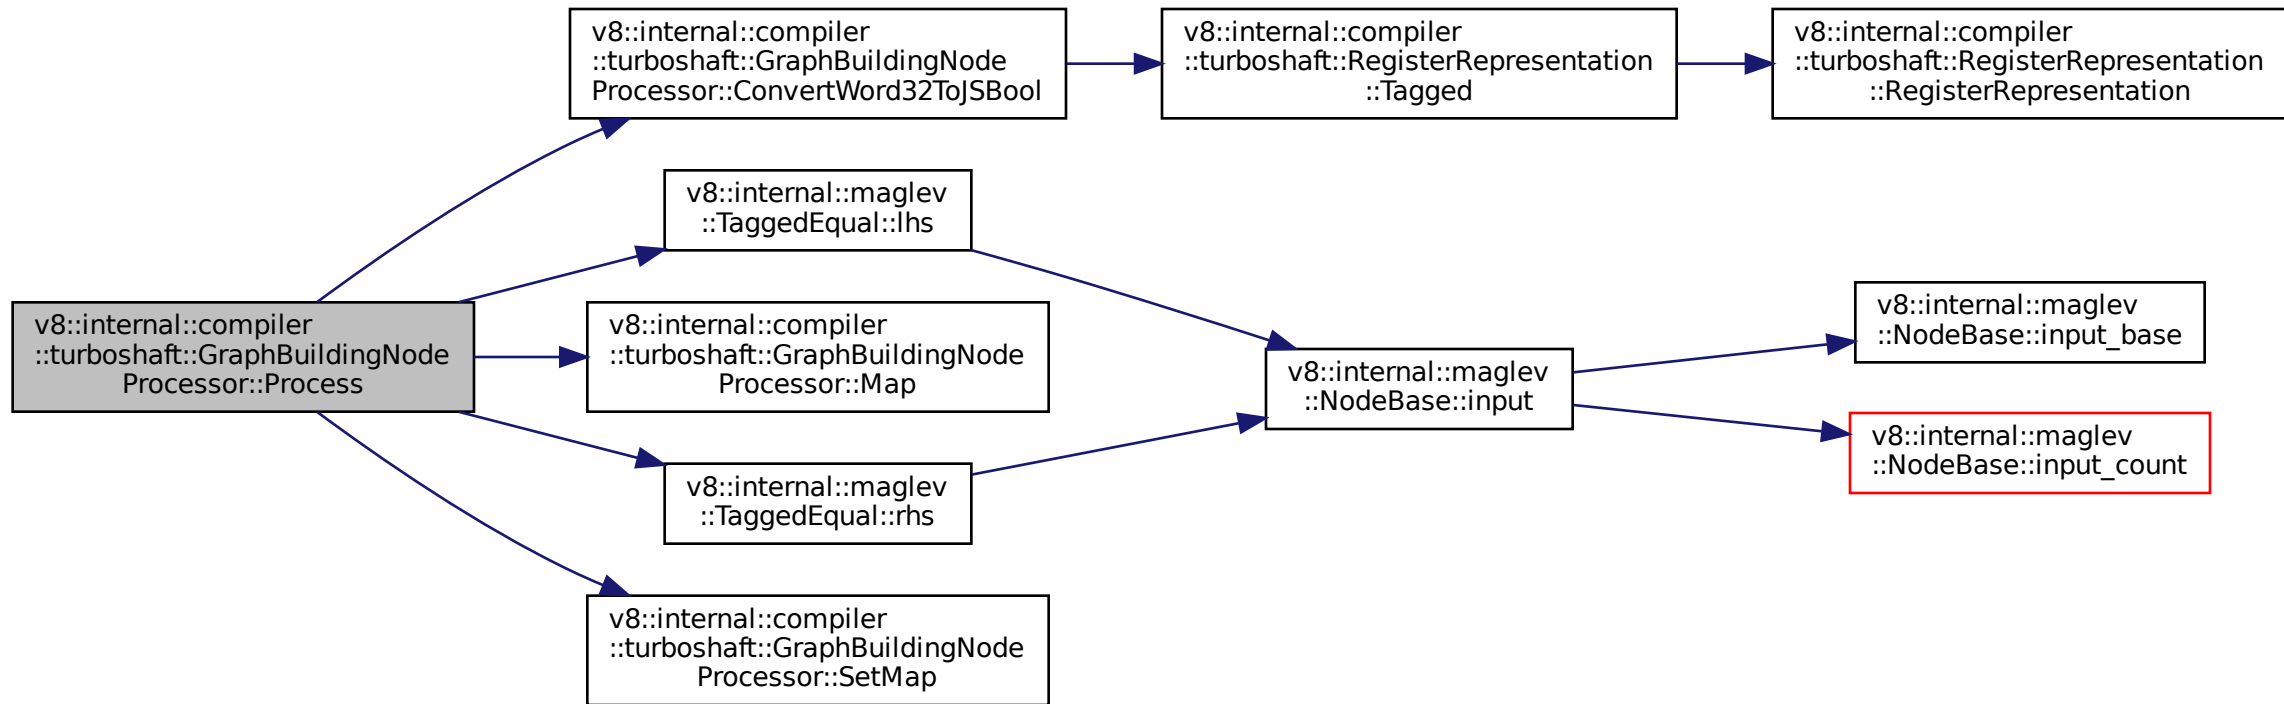 v8::internal::compiler
::turboshaft::GraphBuildingNode
Processor::Process
v8::internal::compiler
::turboshaft::GraphBuildingNode
Processor::ConvertWord32ToJSBool
v8::internal::compiler
::turboshaft::RegisterRepresentation
::Tagged
v8::internal::compiler
::turboshaft::RegisterRepresentation
::RegisterRepresentation
v8::internal::maglev
::TaggedEqual::lhs
v8::internal::compiler
::turboshaft::GraphBuildingNode
Processor::Map
v8::internal::maglev
::TaggedEqual::rhs
v8::internal::compiler
::turboshaft::GraphBuildingNode
Processor::SetMap
v8::internal::maglev
::NodeBase::input
v8::internal::maglev
::NodeBase::input_base
v8::internal::maglev
::NodeBase::input_count